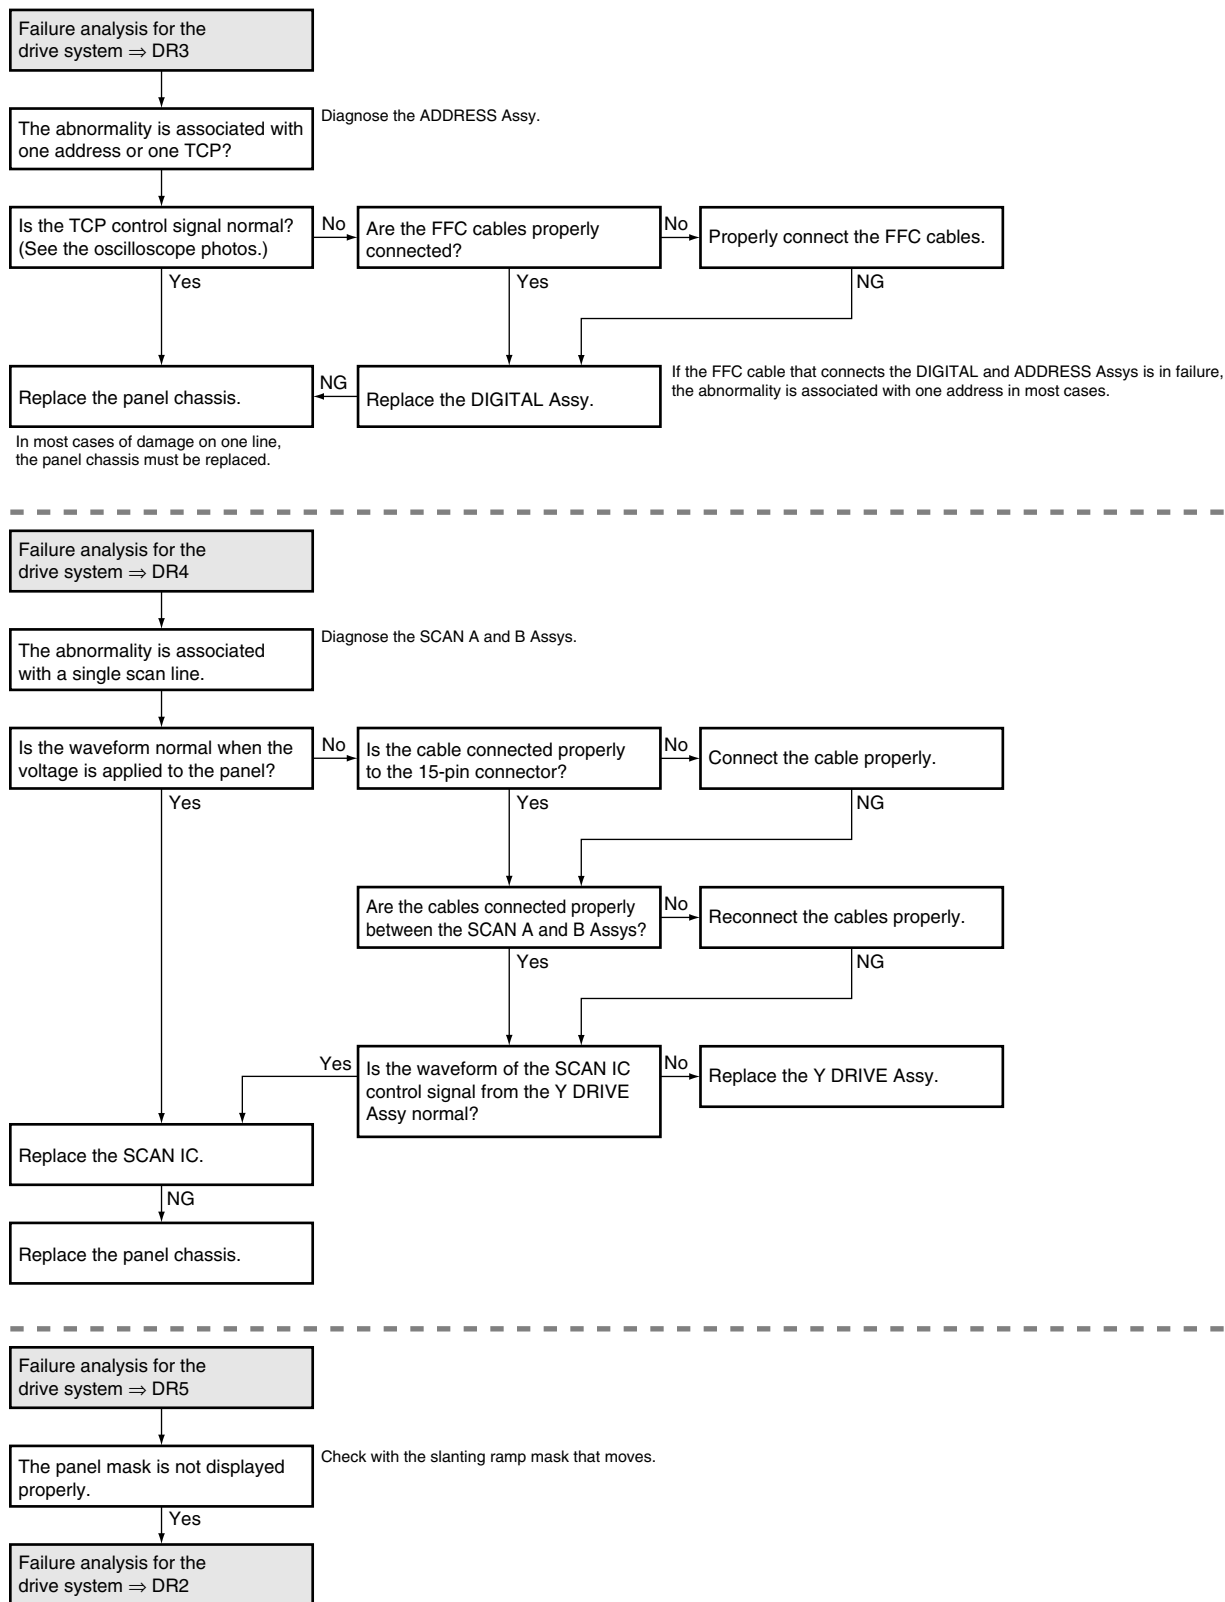 Failure analysis for the
drive system ⇒ DR3
The abnormality is associated with
one address or one TCP?
Diagnose the ADDRESS Assy.
Is the TCP control signal normal?
(See the oscilloscope photos.)
No
Are the FFC cables properly
connected?
No
Properly connect the FFC cables.
Yes
Yes
NG
Replace the panel chassis.
NG
Replace the DIGITAL Assy.
If the FFC cable that connects the DIGITAL and ADDRESS Assys is in failure,
the abnormality is associated with one address in most cases.
In most cases of damage on one line,
the panel chassis must be replaced.
Failure analysis for the
drive system ⇒ DR4
The abnormality is associated
with a single scan line.
Diagnose the SCAN A and B Assys.
Is the waveform normal when the
voltage is applied to the panel?
No
Is the cable connected properly
to the 15-pin connector?
No
Connect the cable properly.
Yes
Yes
NG
Are the cables connected properly
between the SCAN A and B Assys?
No
Reconnect the cables properly.
Yes
NG
Yes
Is the waveform of the SCAN IC
control signal from the Y DRIVE
Assy normal?
No
Replace the Y DRIVE Assy.
Replace the SCAN IC.
NG
Replace the panel chassis.
Failure analysis for the
drive system ⇒ DR5
The panel mask is not displayed
properly.
Check with the slanting ramp mask that moves.
Yes
Failure analysis for the
drive system ⇒ DR2